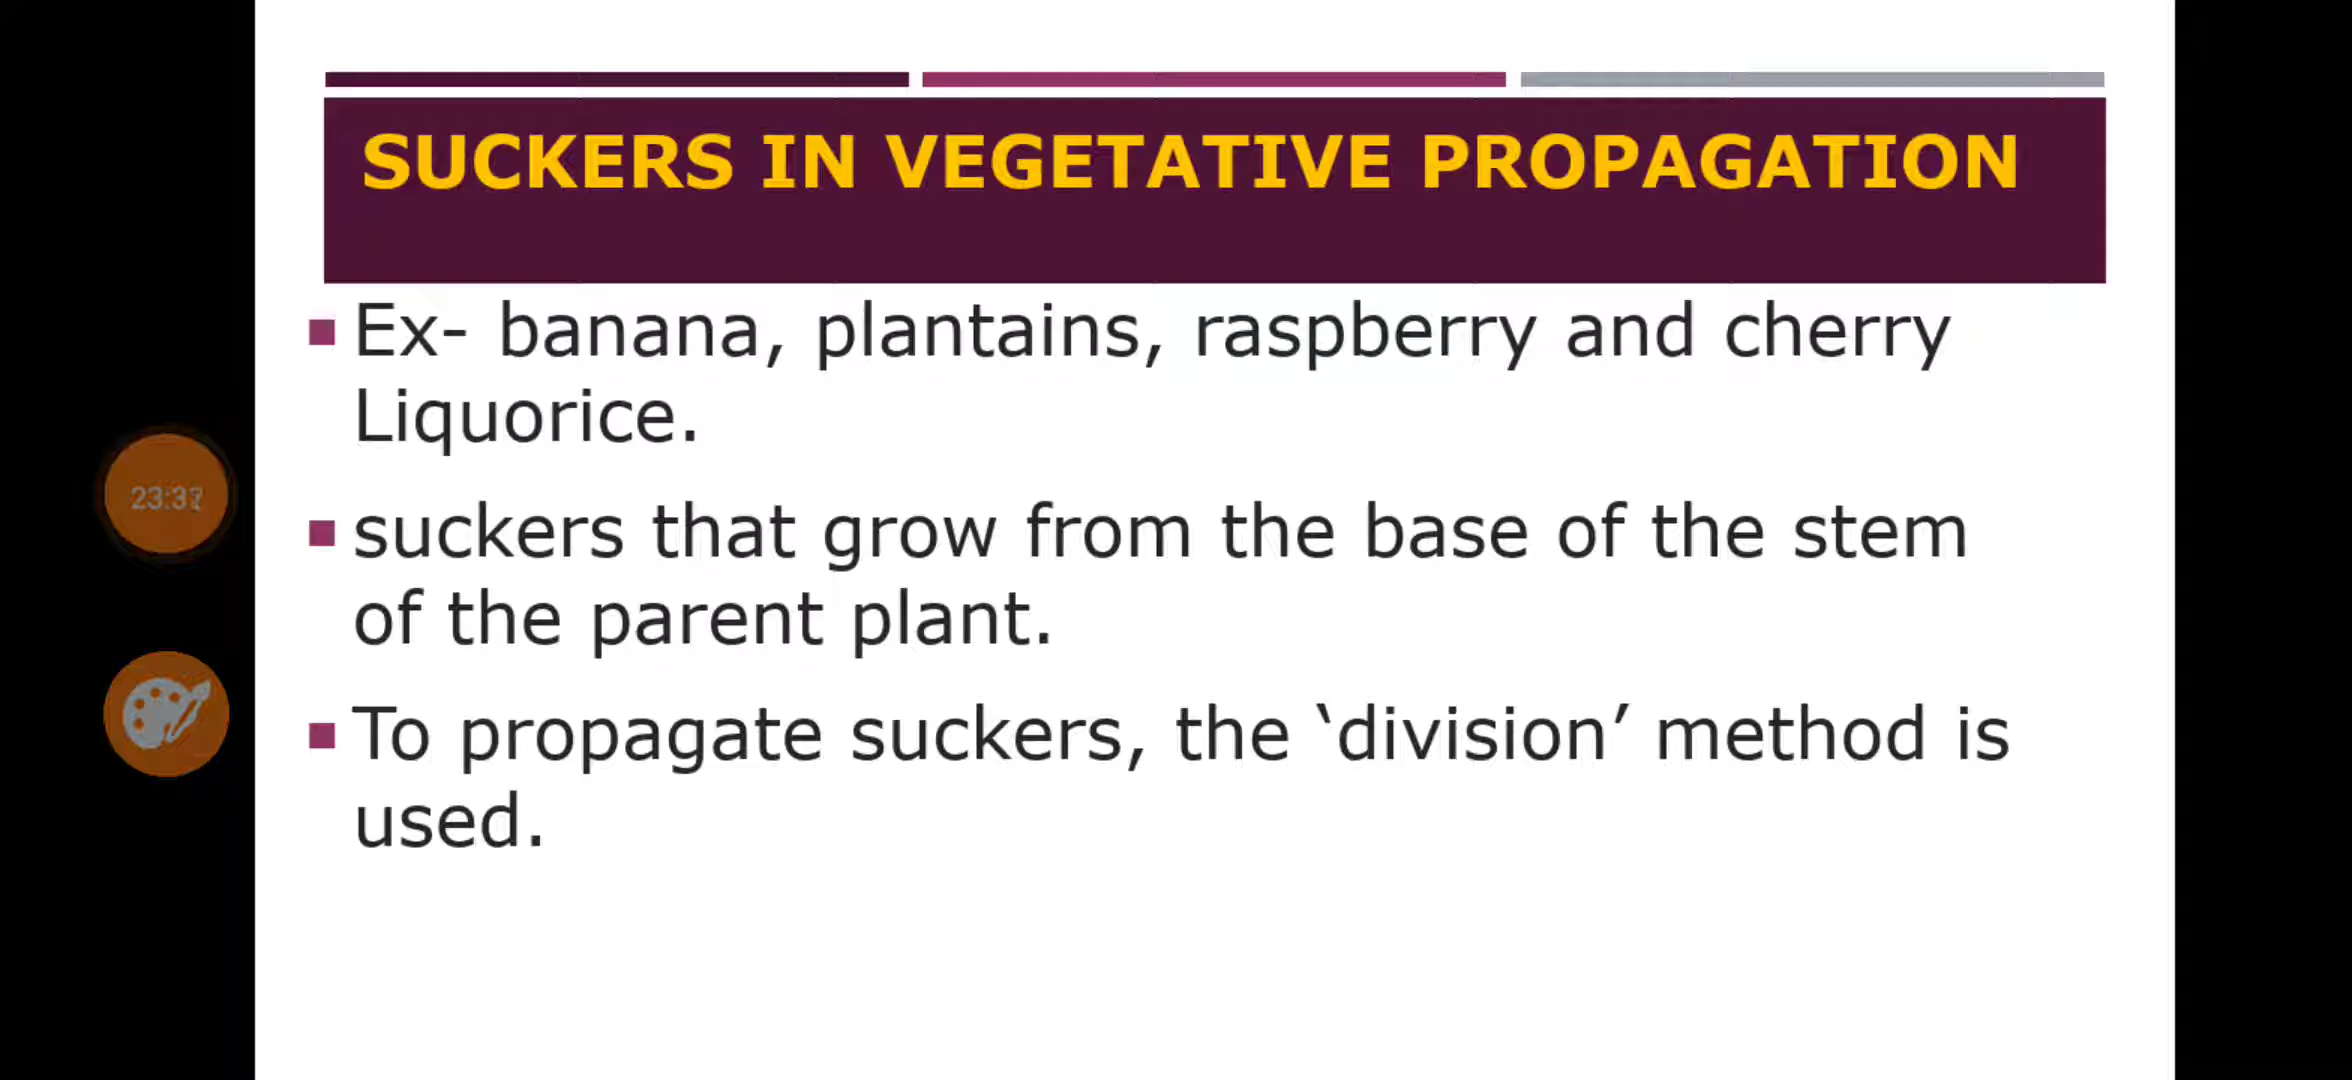 SUCKERS IN VEGETATIVE PROPAGATION
Ex- banana, plantains, raspberry and cherry
Liquorice.
suckers that grow from the base of the stem
of the parent plant.
To propagate suckers, the ‘division’ method is
used.